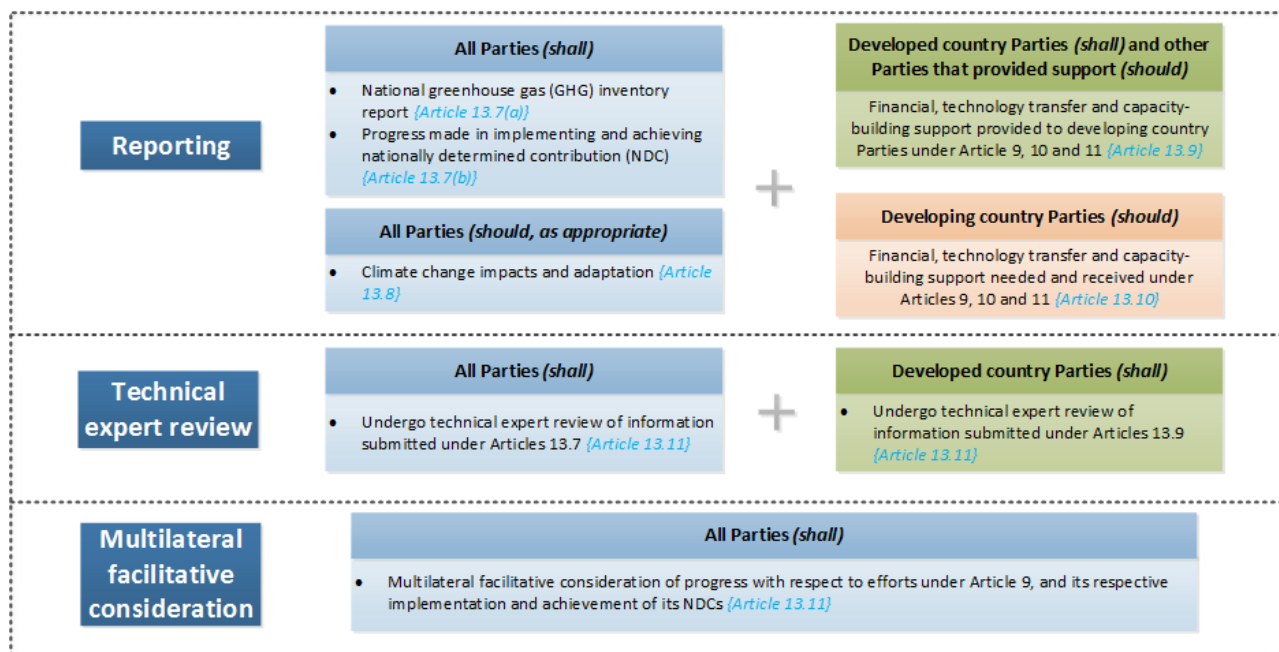 Reporting
All Parties (shall)
• National greenhouse gas (GHG) inventory
report {Article 13.7(a)}
• Progress made in implementing and achieving
nationally determined contribution (NDC)
{Article 13.7(b)}
All Parties (should, as appropriate)
• Climate change impacts and adaptation {Article
13.8}
+
Developed country Parties (shall) and other
Parties that provided support (should)
Financial, technology transfer and capacity-
building support provided to developing country
Parties under Article 9, 10 and 11 {Article 13.9}
Developing country Parties (should)
Financial, technology transfer and capacity-
building support needed and received under
Articles 9, 10 and 11 {Article 13.10}
Technical
expert review
All Parties (shall)
• Undergo technical expert review of information
submitted under Articles 13.7 {Article 13.11}
+
Developed country Parties (shall)
• Undergo technical expert review of
information submitted under Articles 13.9
{Article 13.11}
Multilateral
facilitative
consideration
All Parties (shall)
• Multilateral facilitative consideration of progress with respect to efforts under Article 9, and its respective
implementation and achievement of its NDCs {Article 13.11}